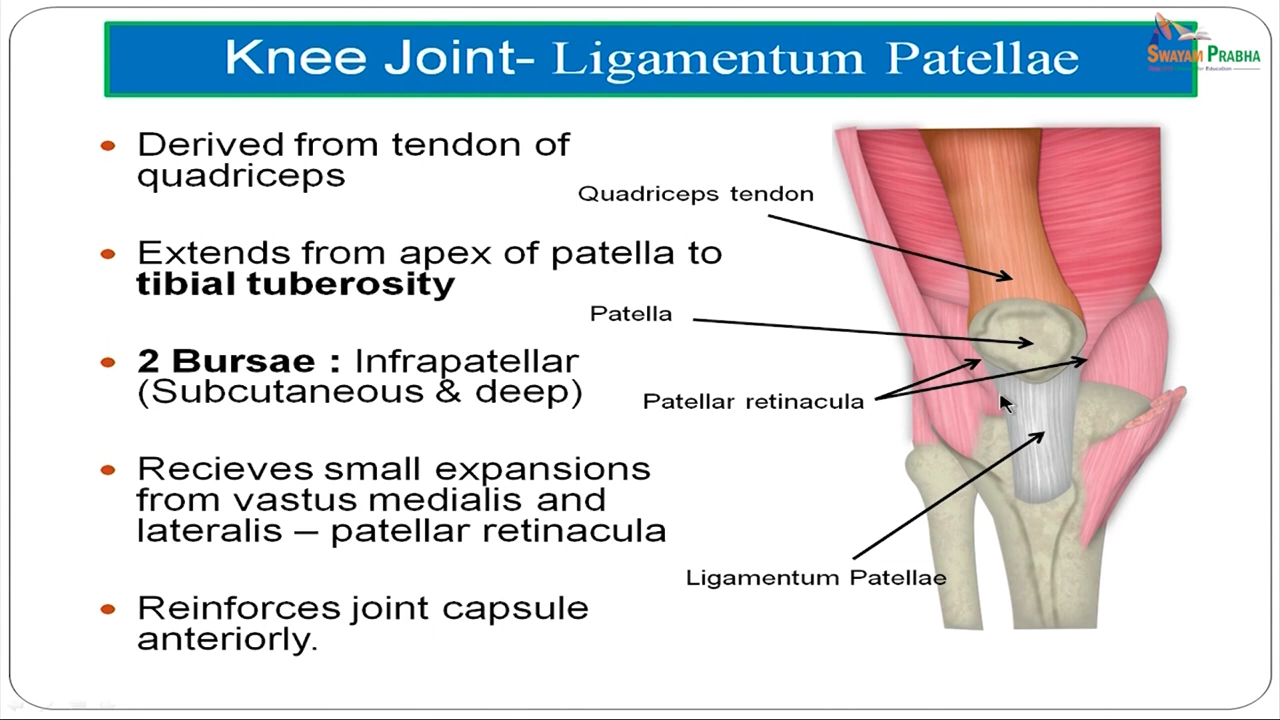 Knee Joint- Ligamentum Patellae
SWAYAM PRABHA
• Derived from tendon of
quadriceps
• Extends from apex of patella to
tibial tuberosity
• 2 Bursae : Infrapatellar
(Subcutaneous & deep)
• Recieves small expansions
from vastus medialis and
lateralis – patellar retinacula
• Reinforces joint capsule
anteriorly.
Quadriceps tendon
Patella
Patellar retinacula
Ligamentum Patellae